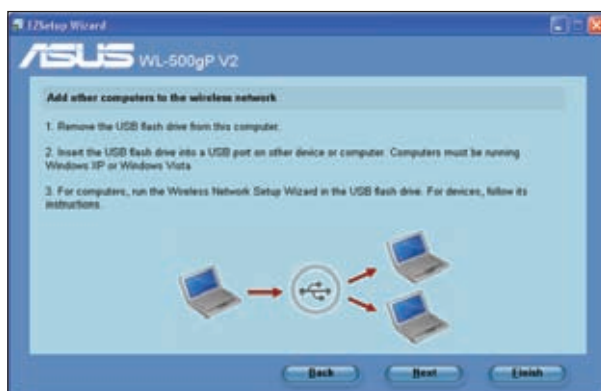 EZSetup Wizard
ASUS WL-500gP V2
Add other computers to the wireless network
1. Remove the USB flash drive from this computer.
2. Insert the USB flash drive into a USB port on other device or computer. Computers must be running
Windows XP or Windows Vista
3. For computers, run the Wireless Network Setup Wizard in the USB flash drive. For devices, follow its
instructions.
Back
Next
Finish